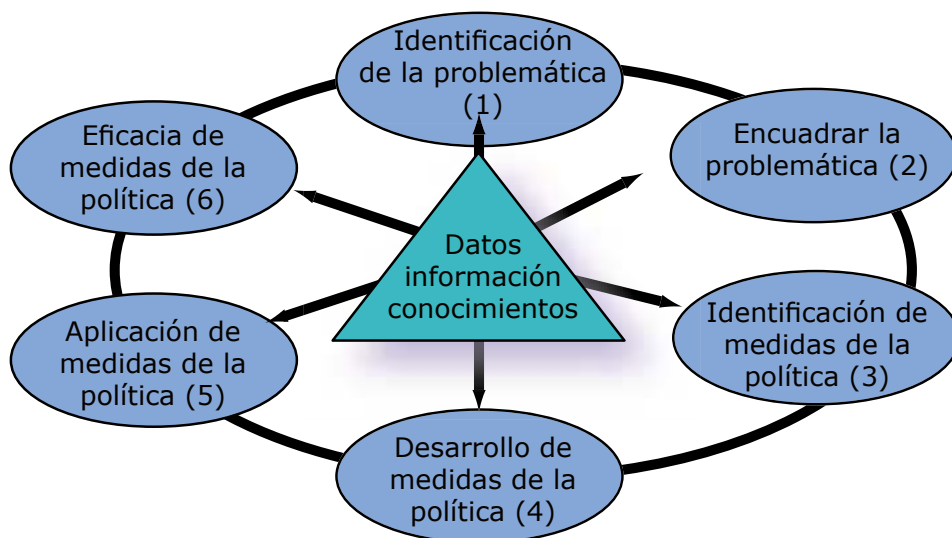 Identificación
de la problemática
(1)
Encuadrar la
problemática (2)
Identificación de
medidas de la
política (3)
Desarrollo de
medidas de la
política (4)
Aplicación de
medidas de la
política (5)
Eficacia de
medidas de la
política (6)
Datos
información
conocimientos